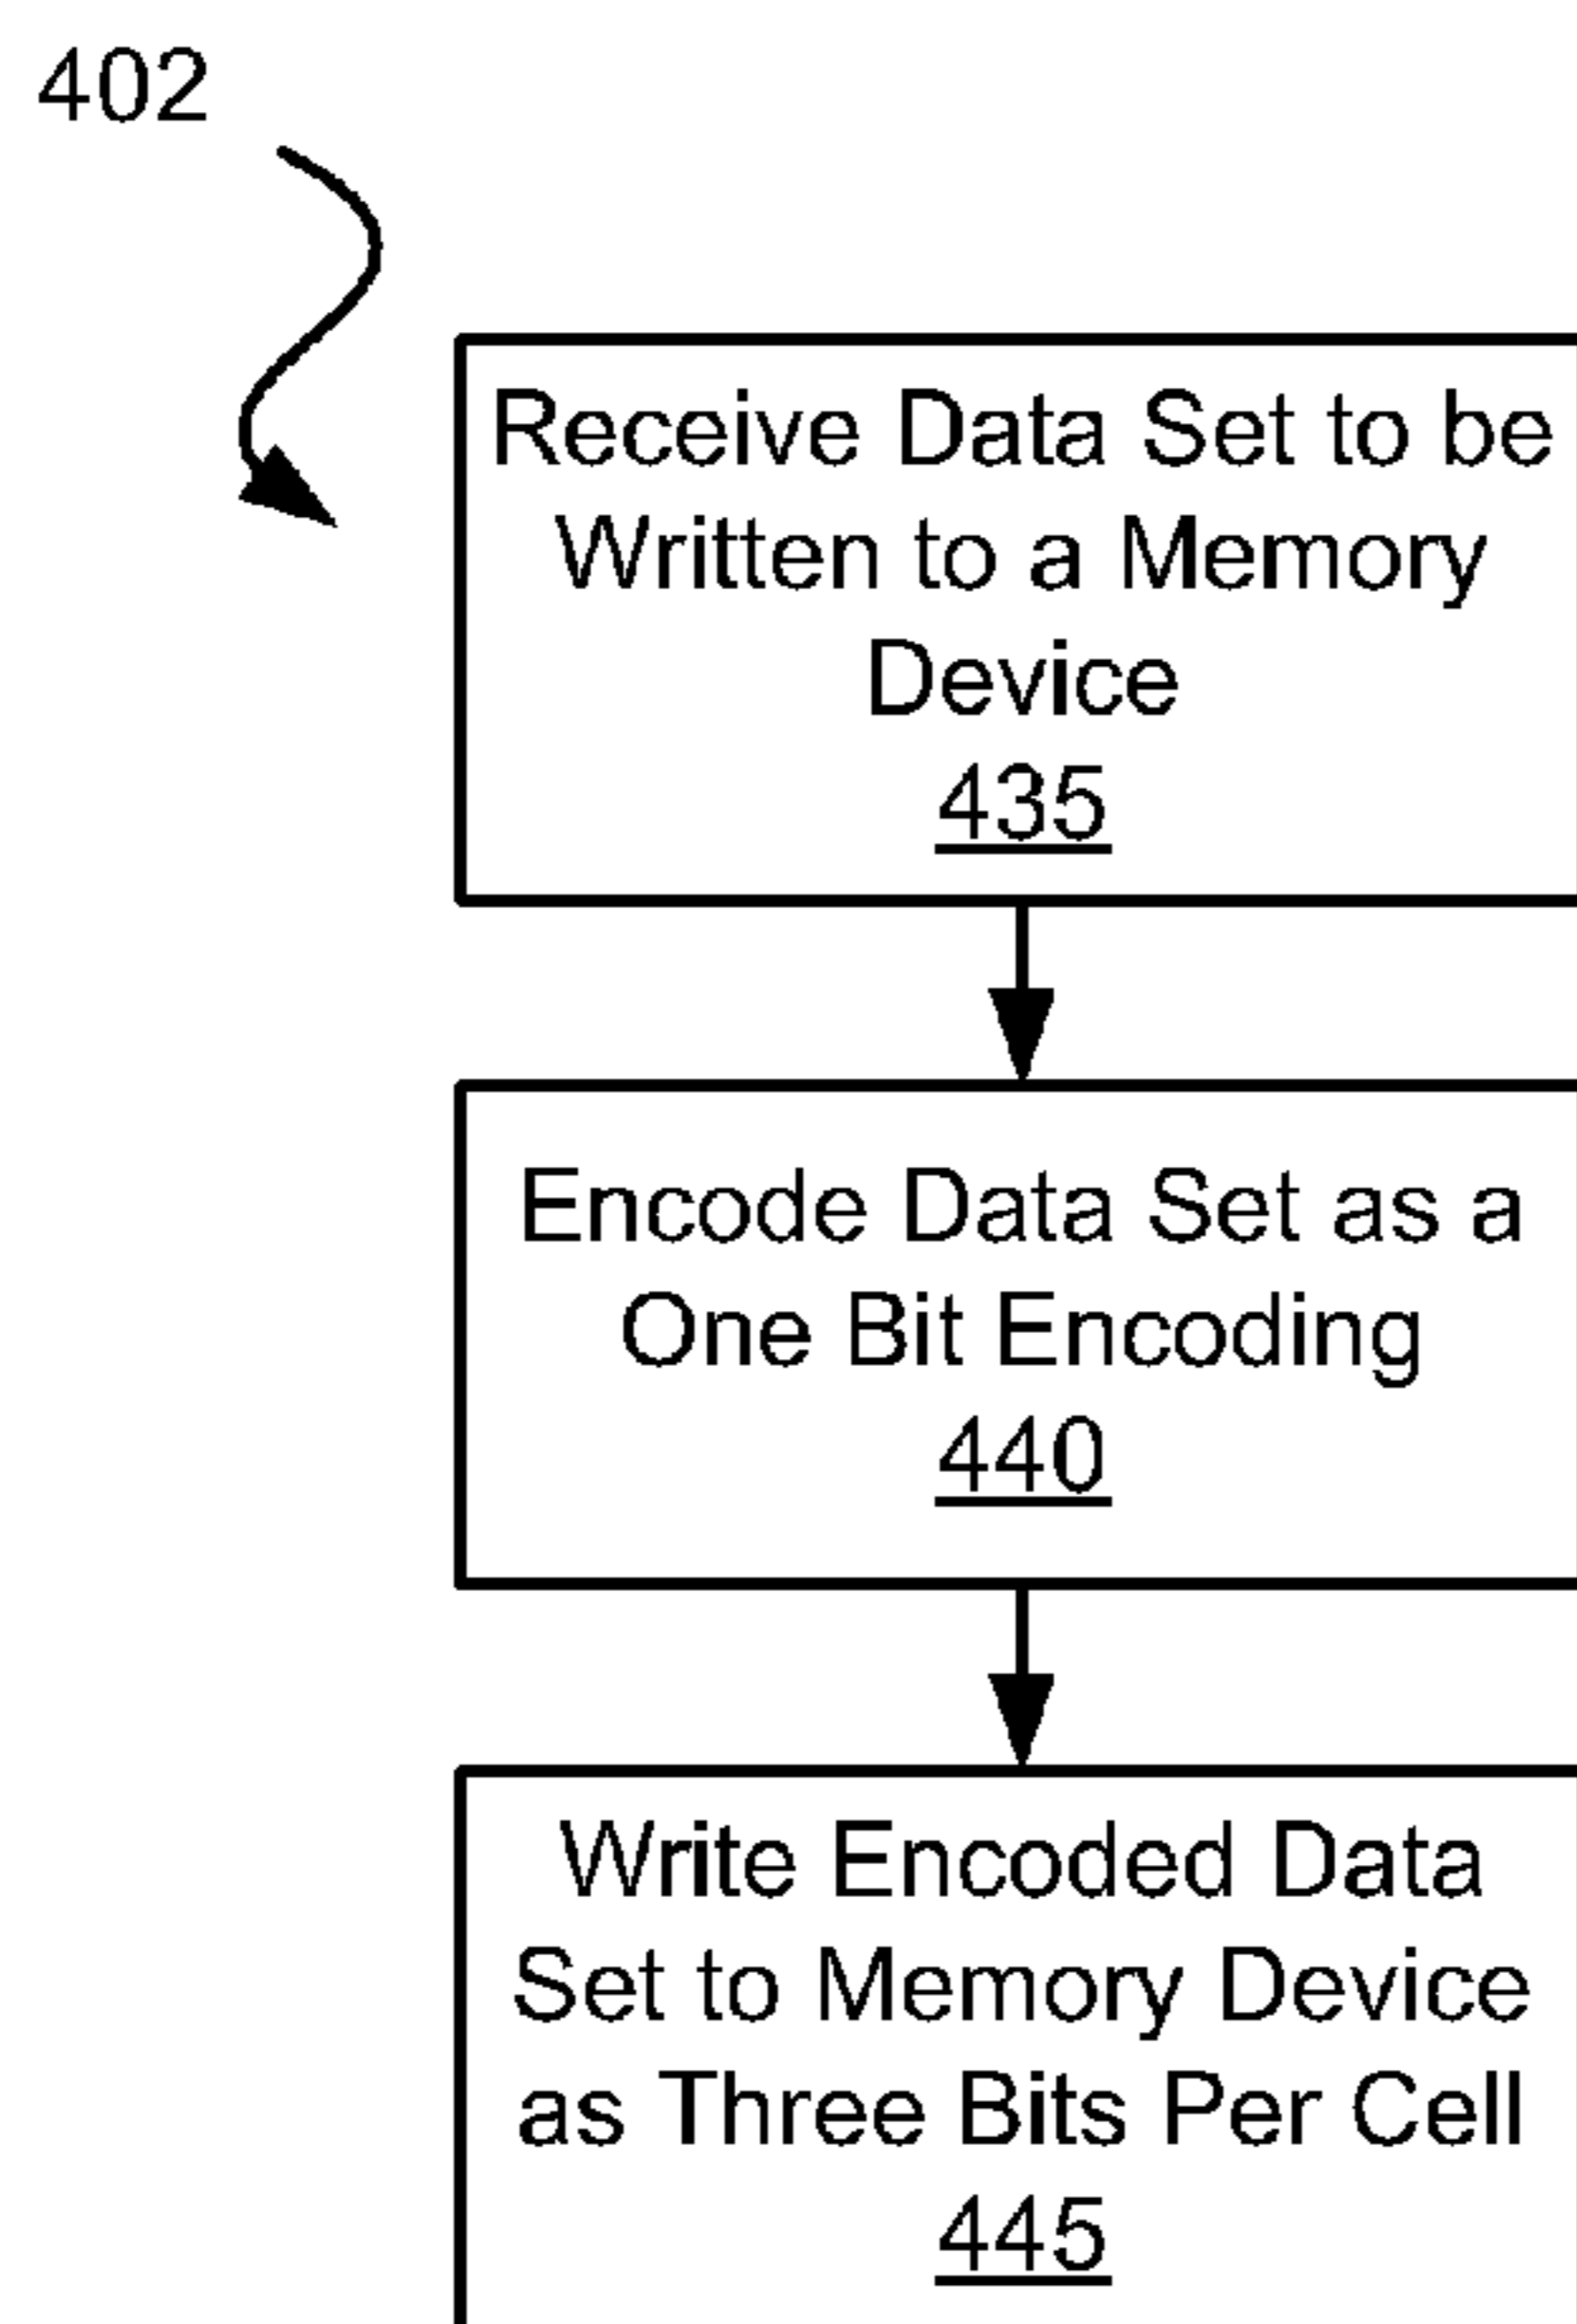 402
Receive Data Set to be
Written to a Memory
Device
435
Encode Data Set as a
One Bit Encoding
440
Write Encoded Data
Set to Memory Device
as Three Bits Per Cell
445